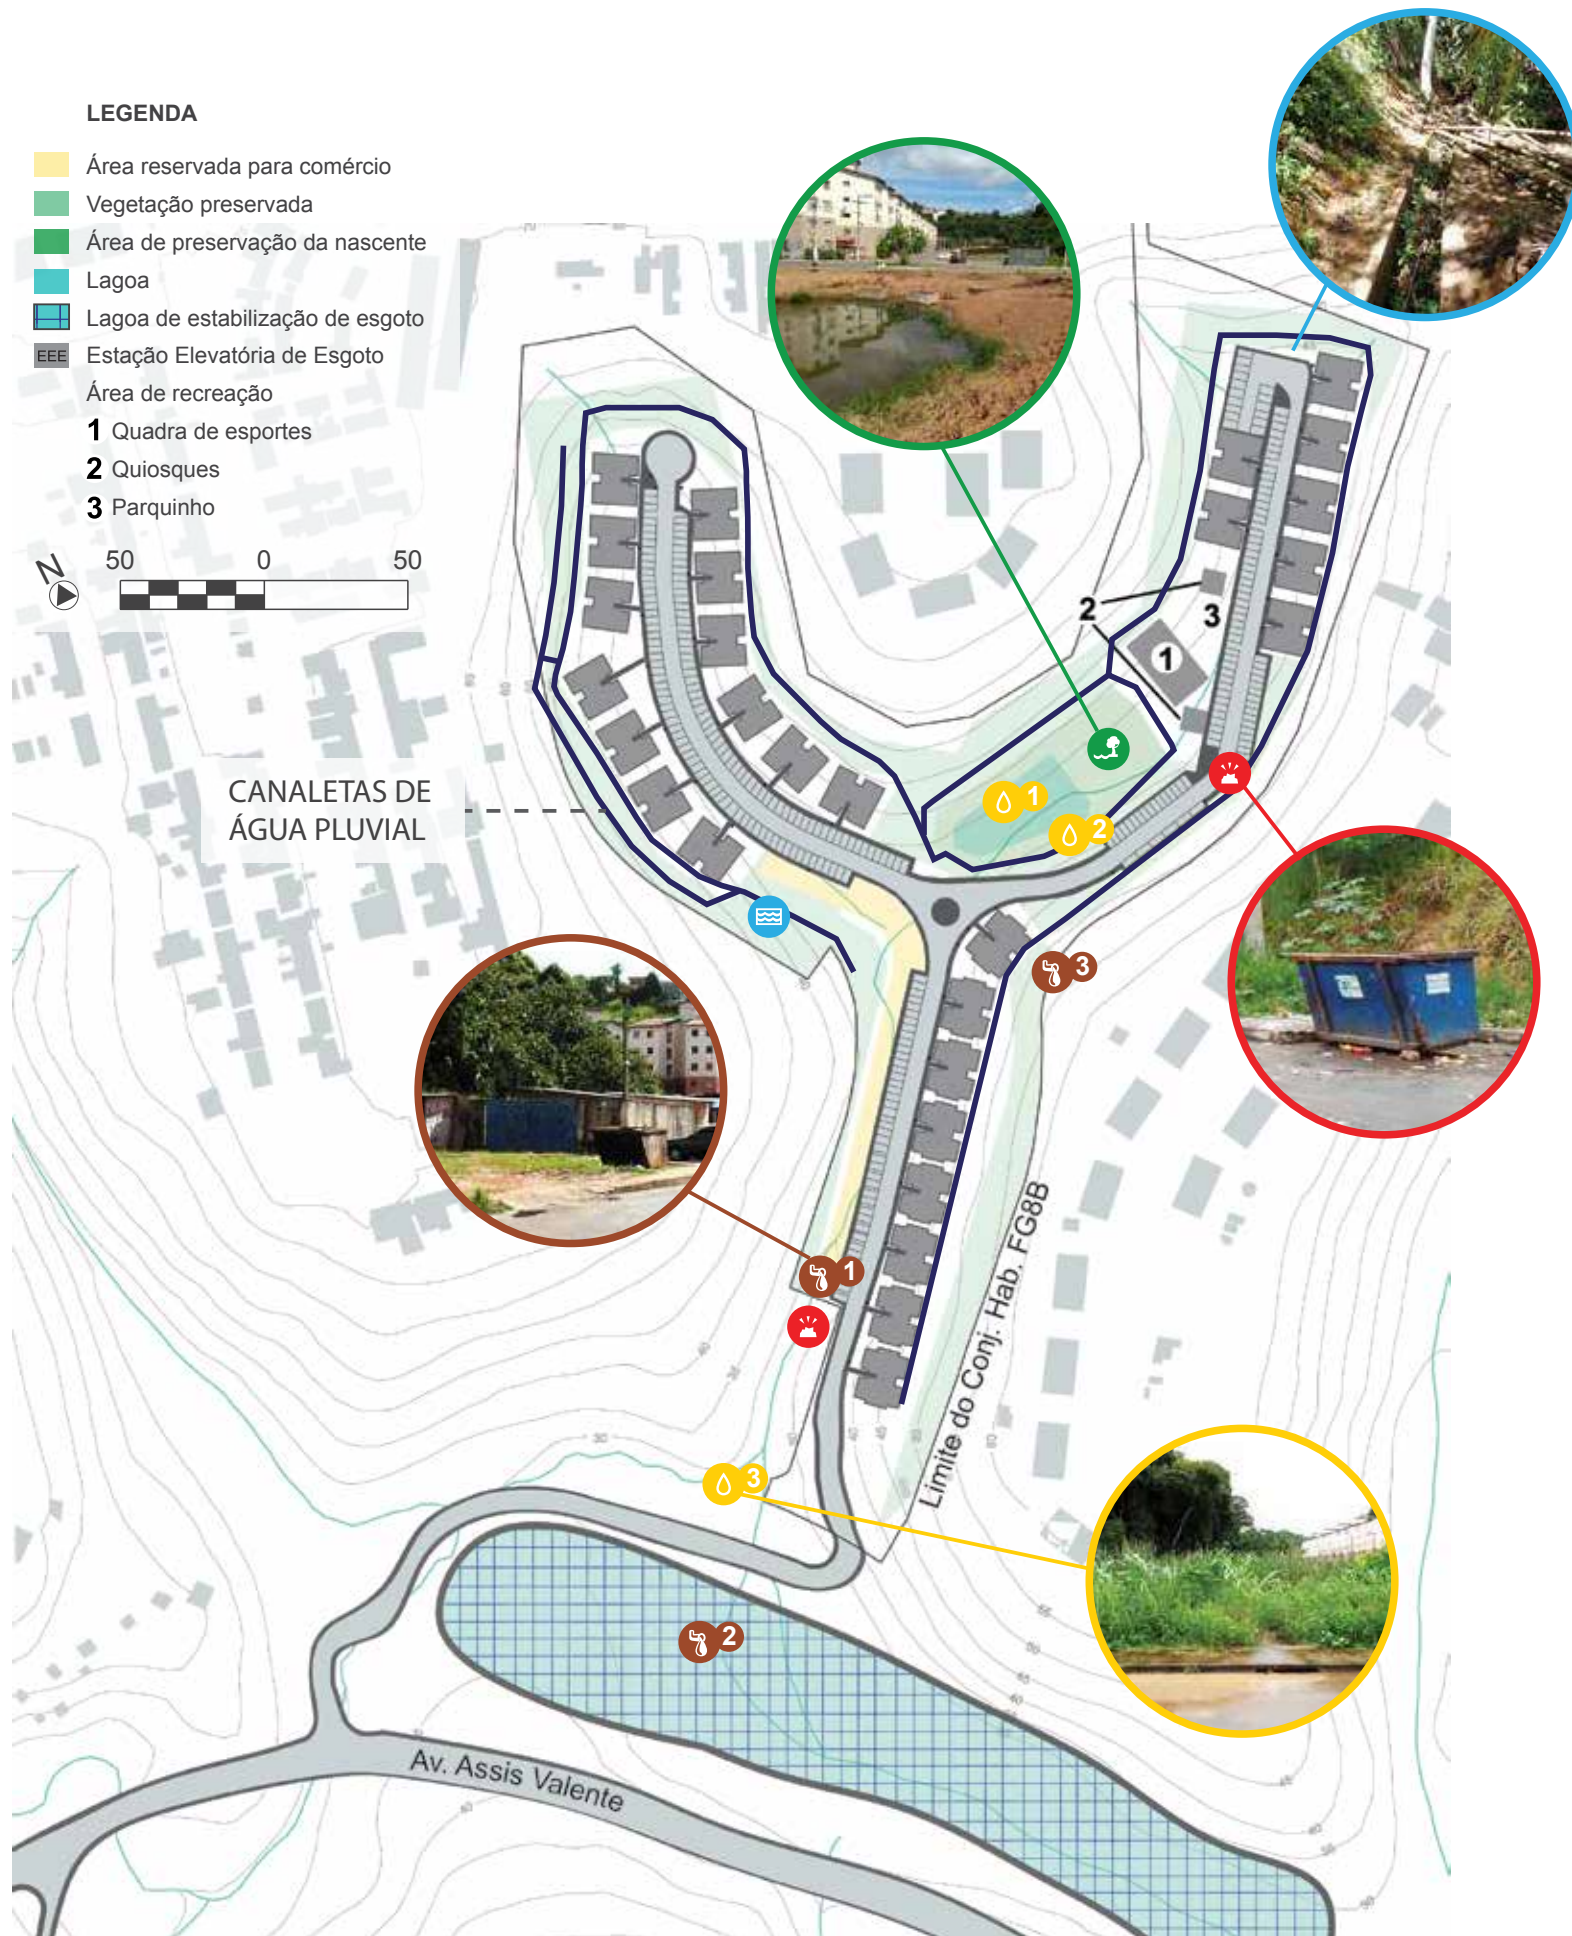 LEGENDA
Área reservada para comércio
Vegetação preservada
Área de preservação da nascente
Lagoa
Lagoa de estabilização de esgoto
EEE Estação Elevatória de Esgoto
Área de recreação
1 Quadra de esportes
2 Quiosques
3 Parquinho
N
50 0 50
2
3
1
CANALETAS DE
ÁGUA PLUVIAL
1
2
3
1
Limite do Conj. Hab. FG8B
3
2
Av. Assis Valente